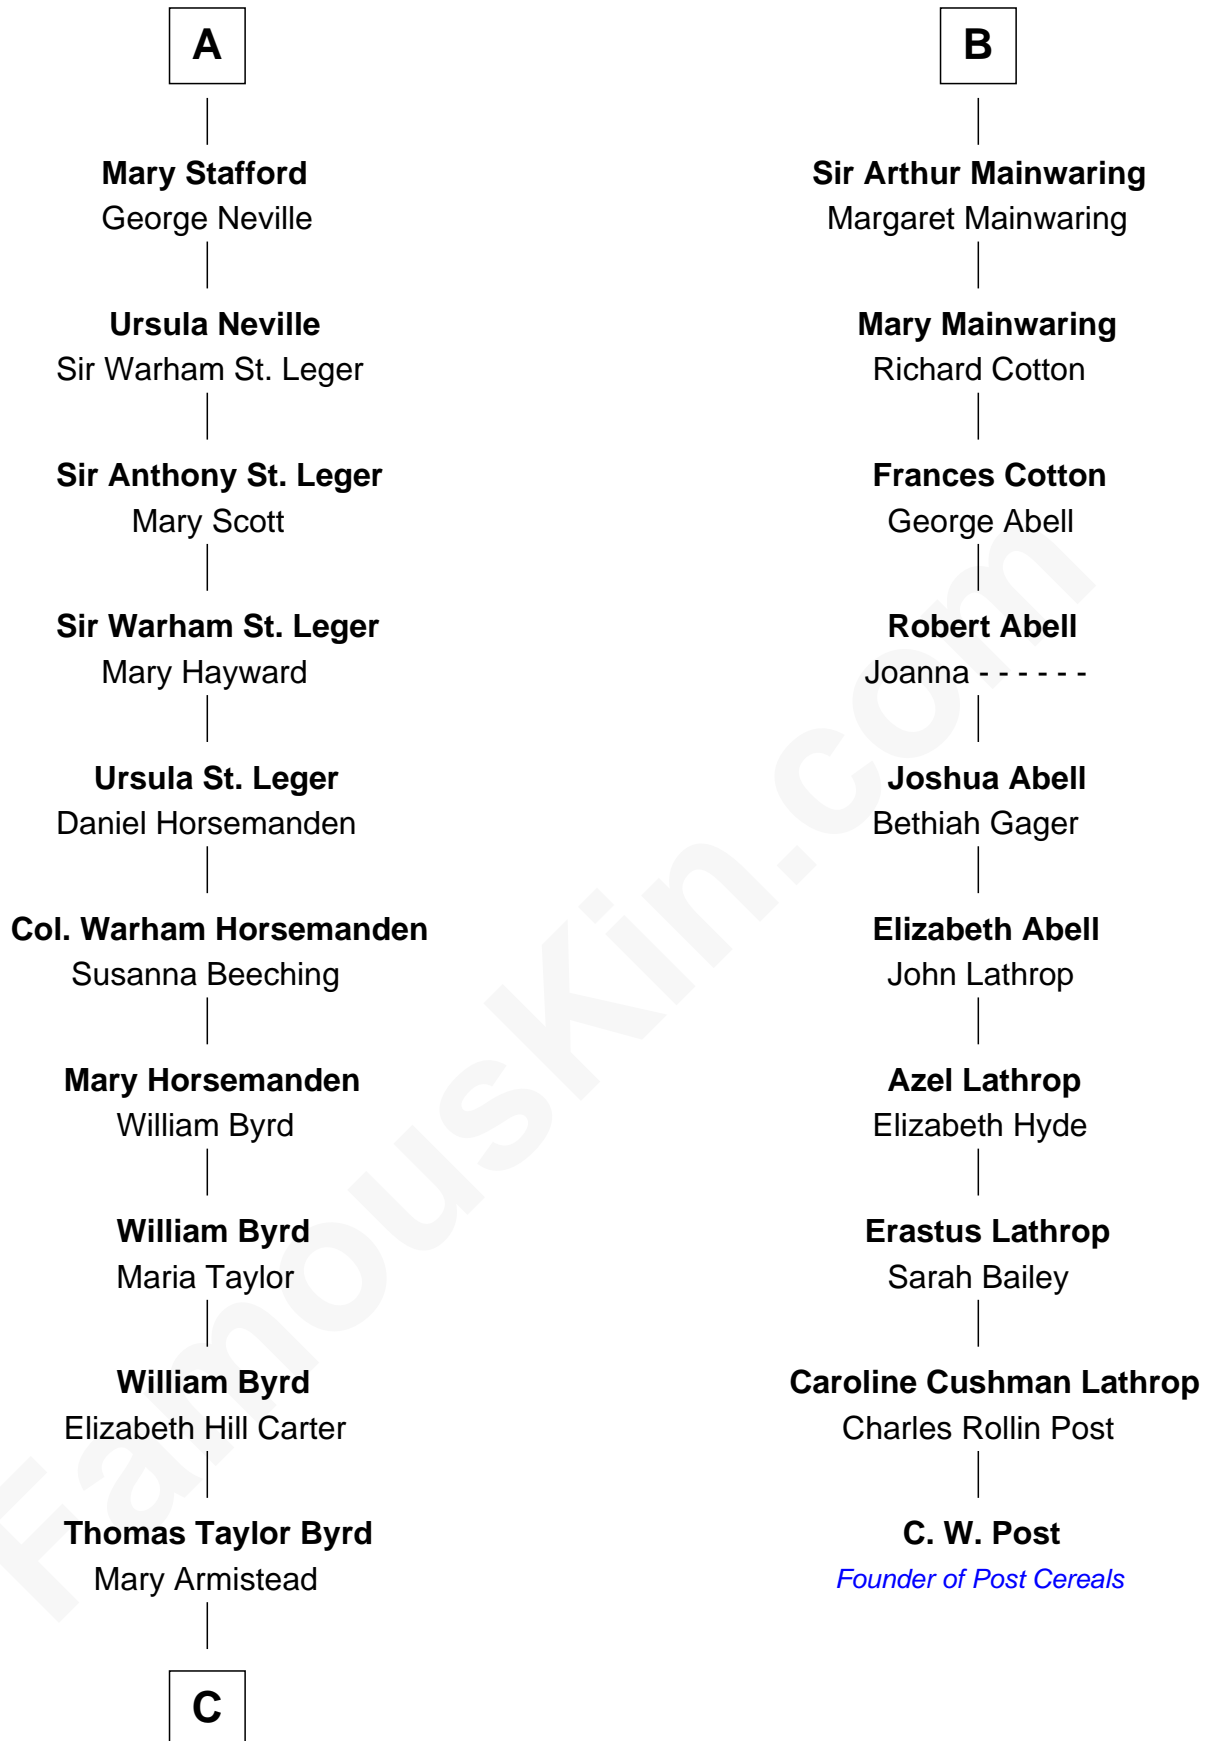 A
Mary Stafford
George Neville
Ursula Neville
Sir Warham St. Leger
Sir Anthony St. Leger
Mary Scott
Sir Warham St. Leger
Mary Hayward
Ursula St. Leger
Daniel Horsemanden
Col. Warham Horsemanden
Susanna Beeching
Mary Horsemanden
William Byrd
William Byrd
Maria Taylor
William Byrd
Elizabeth Hill Carter
Thomas Taylor Byrd
Mary Armistead
C
B
Sir Arthur Mainwaring
Margaret Mainwaring
Mary Mainwaring
Richard Cotton
Frances Cotton
George Abell
Robert Abell
Joanna - - - - - -
Joshua Abell
Bethiah Gager
Elizabeth Abell
John Lathrop
Azel Lathrop
Elizabeth Hyde
Erastus Lathrop
Sarah Bailey
Caroline Cushman Lathrop
Charles Rollin Post
C. W. Post
Founder of Post Cereals
FamousKin.com